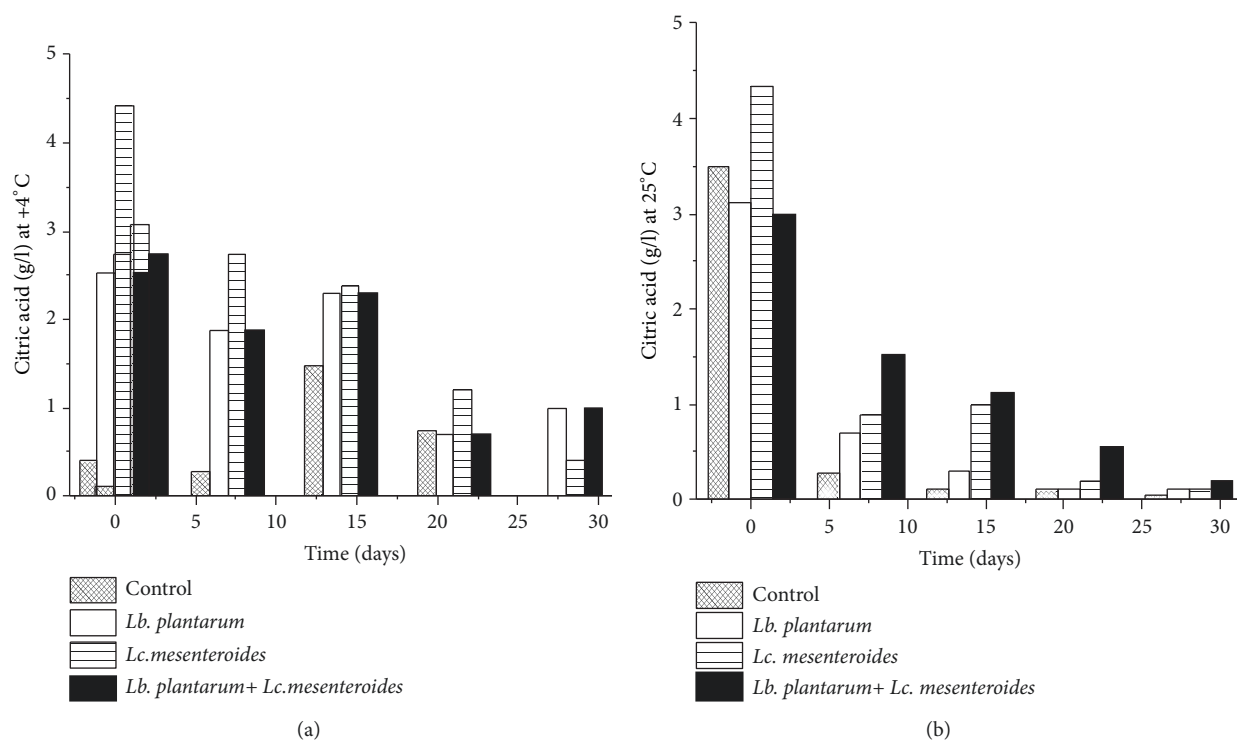 5
4
3
2
1
0
Citric acid (g/l) at +4°C
0 5 10 15 20 25 30
Time (days)
Control
Lb. plantarum
Lc.mesenteroides
Lb. plantarum+ Lc.mesenteroides
(a)
5
4
3
2
1
0
Citric acid (g/l) at 25°C
0 5 10 15 20 25 30
Time (days)
Control
Lb. plantarum
Lc. mesenteroides
Lb. plantarum+ Lc. mesenteroides
(b)